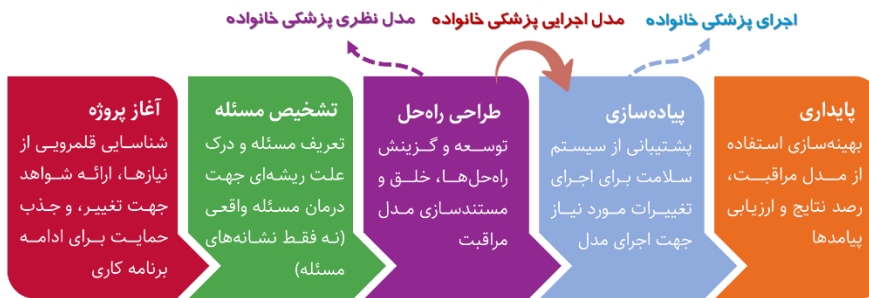 مدل نظری پزشکی خانواده
مدل اجرایی پزشکی خانواده
اجرای پزشکی خانواده
آغاز پروژه
شناسایی قلمرویی از
نیازها، ارائه شواهد
جهت تغییر، و جذب
حمایت برای ادامه
برنامه کاری
تشخیص مسئله
تعریف مسئله و درک
علت ریشه‌ای جهت
درمان مسئله واقعی
(نه فقط نشانه‌های
مسئله)
طراحی راه‌حل
توسعه و گزینش
راه‌حل‌ها، خلق و
مستندسازی مدل
مراقبت
پیاده‌سازی
پشتیبانی از سیستم
سلامت برای اجرای
تغییرات مورد نیاز
جهت اجرای مدل
پایداری
بهینه‌سازی استفاده
از مدل مراقبت،
رصد نتایج و ارزیابی
پیامدها